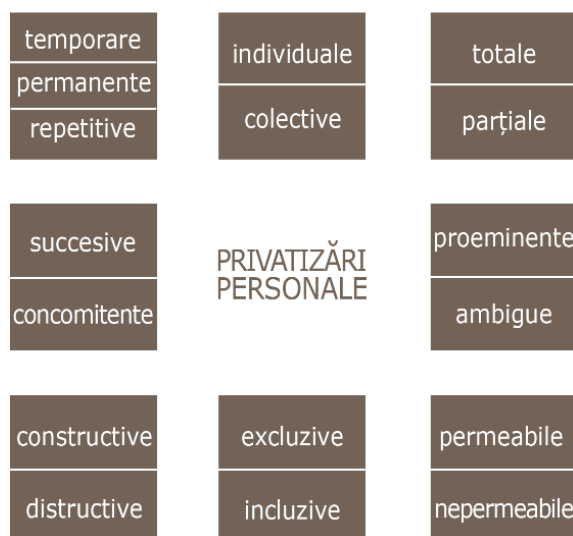 temporare
permanente
repetitive
individuale
colective
totale
parțiale
succesive
concomitente
PRIVATIZĂRI
PERSONALE
proeminente
ambigue
constructive
distructive
excluzive
incluzive
permeabile
nepermeabile